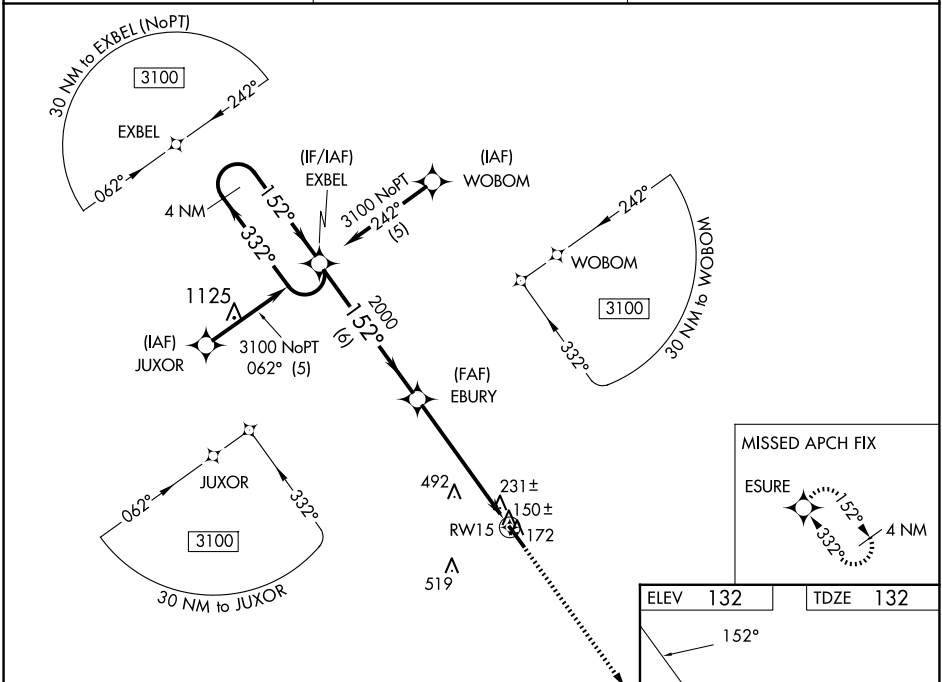 30 NM to EXBEL (NoPT)
3100
242°
EXBEL
062°
(IF/IAF)
EXBEL
(IAF)
WOBOM
3100 NoPT
242°
(5)
4 NM
152°
332°
242°
WOBOM
3100
332°
30 NM to WOBOM
1125
(IAF)
JUXOR
3100 NoPT
062° (5)
2000
152°
(6)
(FAF)
EBURY
JUXOR
062°
332°
3100
30 NM to JUXOR
492
231±
150±
RW15
172
519
MISSED APCH FIX
ESURE
152°
332°
4 NM
ELEV 132
TDZE 132
152°